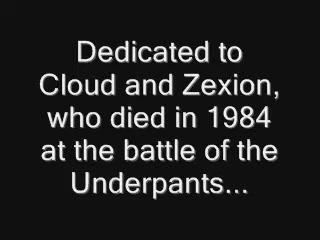 Dedicated to
Cloud and Zexion,
who died in 1984
at the battle of the
Underpants...